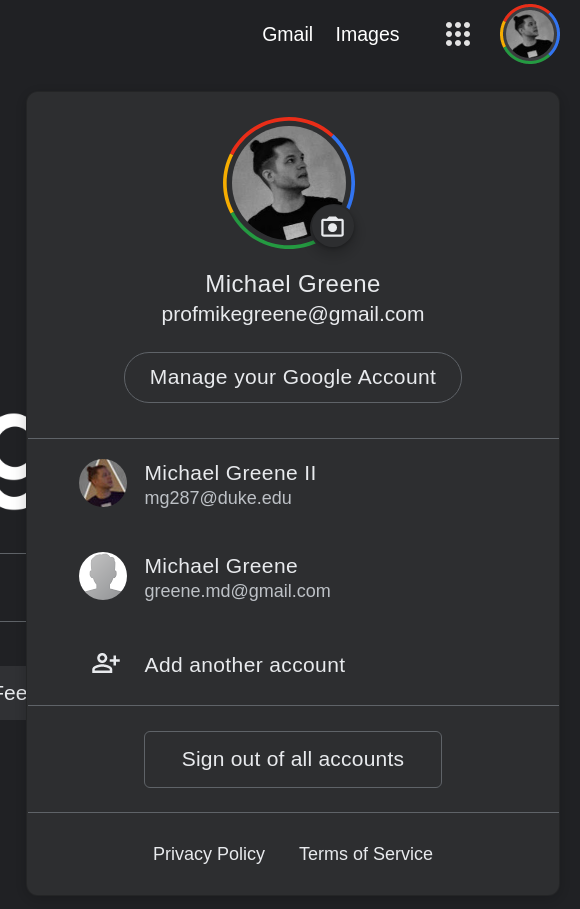 Gmail Images
Michael Greene
profmikegreene@gmail.com
Manage your Google Account
Michael Greene II
mg287@duke.edu
Michael Greene
greene.md@gmail.com
Add another account
Fee
Sign out of all accounts
Privacy Policy Terms of Service